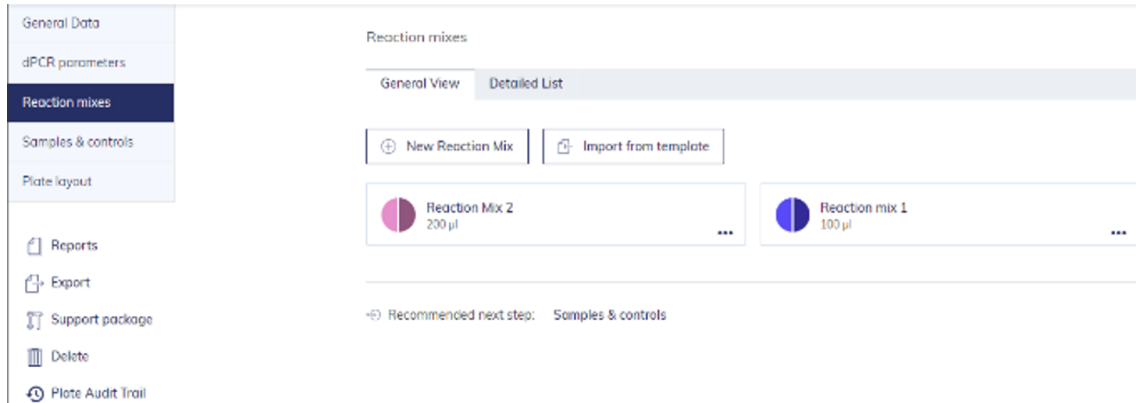 General Data
dPCR parameters
Reaction mixes
Samples & controls
Plate layout
Reports
Export
Support package
Delete
Plate Audit Trail
Reaction mixes
General View
Detailed List
New Reaction Mix
Import from template
Reaction Mix 2
200 µl
Reaction mix 1
100 µl
Recommended next step: Samples & controls